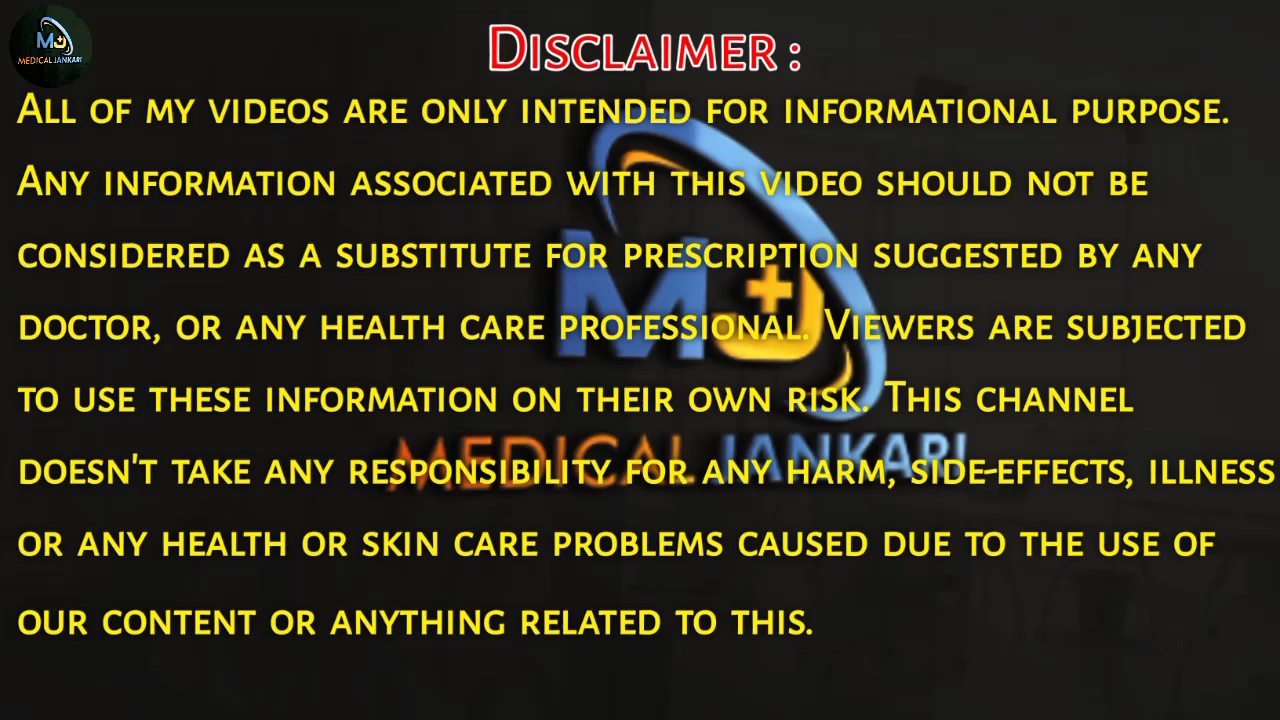 MJ
MEDICAL JANKARI
Disclaimer :
All of my videos are only intended for informational purpose.
Any information associated with this video should not be
considered as a substitute for prescription suggested by any
doctor, or any health care professional. Viewers are subjected
to use these information on their own risk. This channel
doesn't take any responsibility for any harm, side-effects, illness
or any health or skin care problems caused due to the use of
our content or anything related to this.
MJ
MEDICAL JANKARI